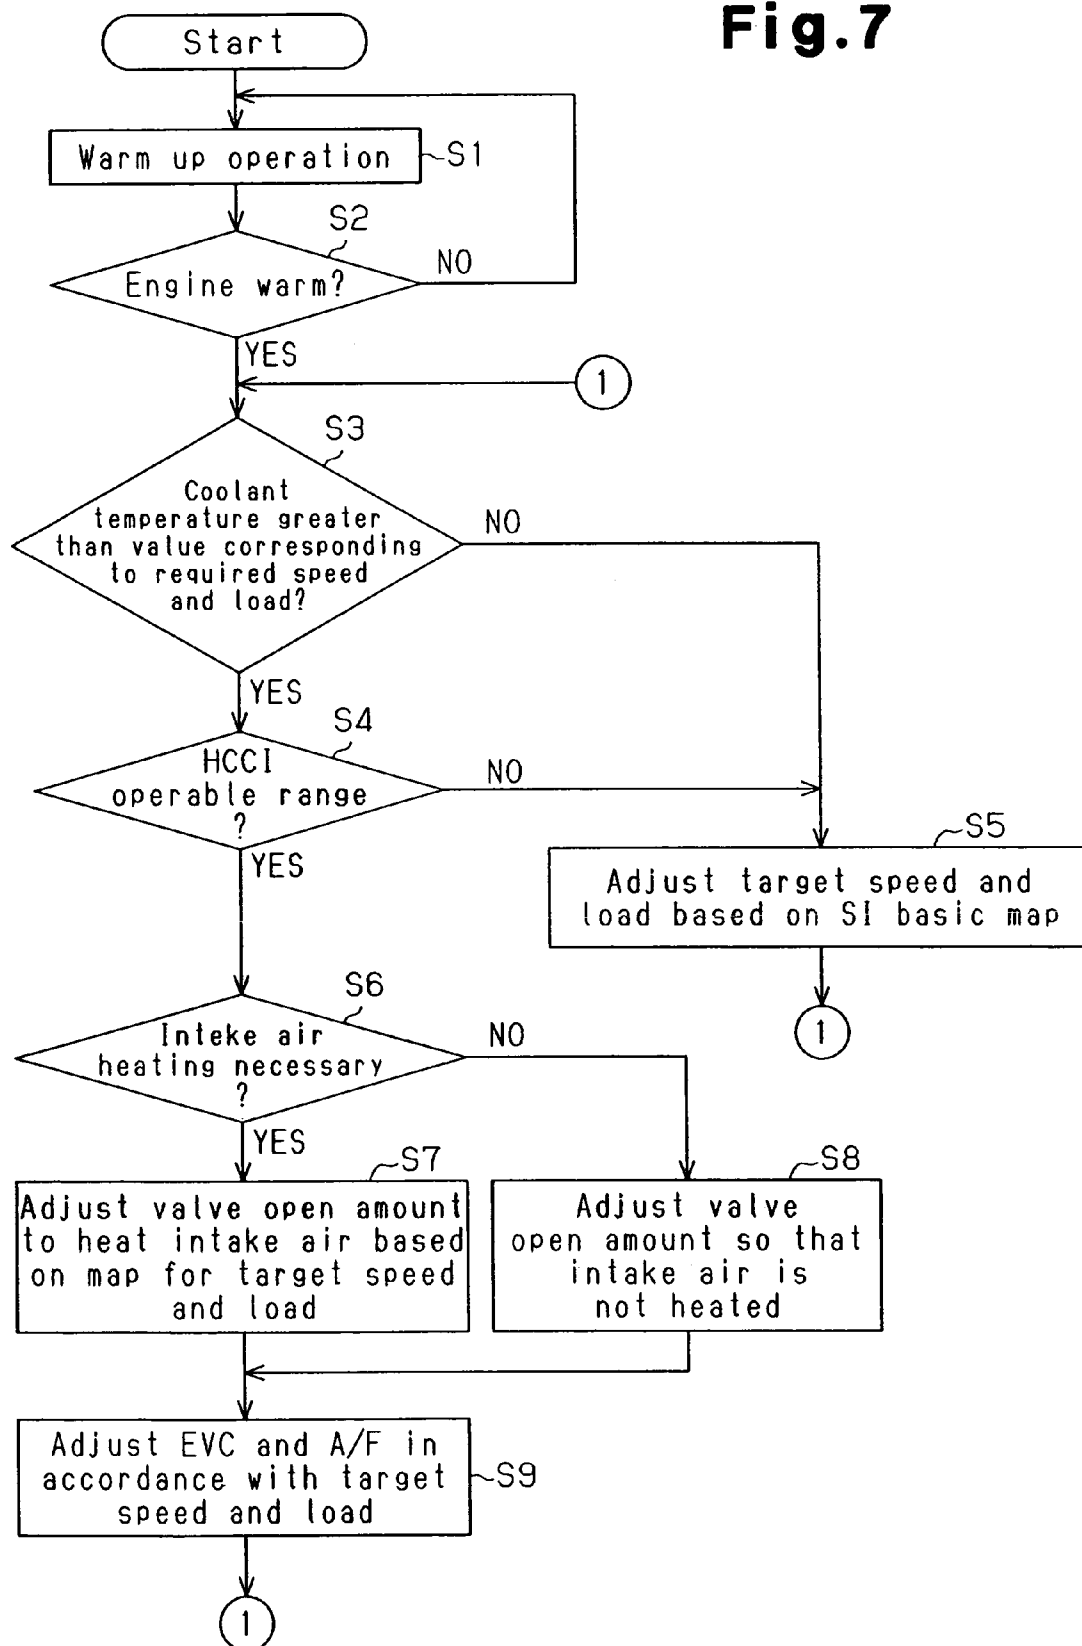 Fig.7
Start
Warm up operation
S1
S2
Engine warm?
NO
YES
1
S3
Coolant
temperature greater
than value corresponding
to required speed
and load?
NO
YES
S4
HCCI
operable range
?
NO
YES
S5
Adjust target speed and
load based on SI basic map
1
S6
Inteke air
heating necessary
?
NO
YES
S7
Adjust valve open amount
to heat intake air based
on map for target speed
and load
S8
Adjust valve
open amount so that
intake air is
not heated
Adjust EVC and A/F in
accordance with target
speed and load
S9
1